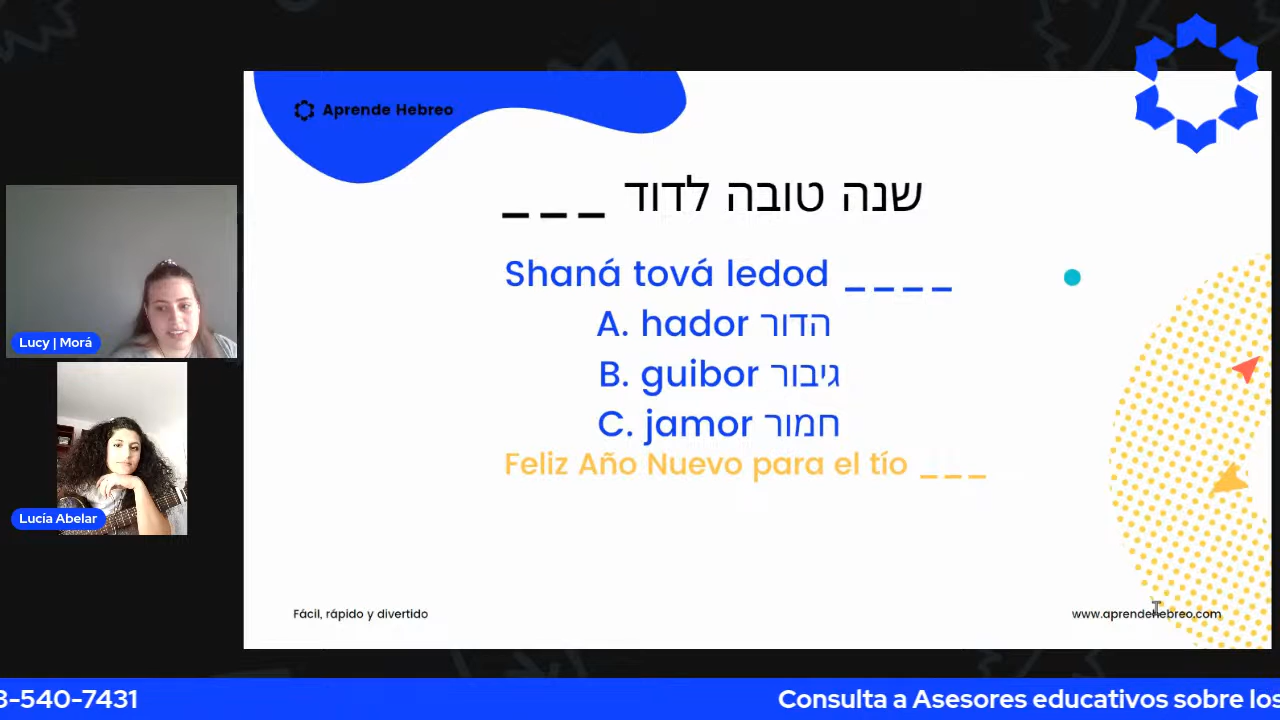 Aprende Hebreo
שנה טובה לדוד _ _ _
Shaná tová ledod _ _ _ _
A. hador הדור
B. guibor גיבור
C. jamor חמור
Feliz Año Nuevo para el tío _ _ _
Lucy | Morá
Lucía Abelar
Fácil, rápido y divertido
www.aprendehebreo.com
3-540-7431
Consulta a Asesores educativos sobre los